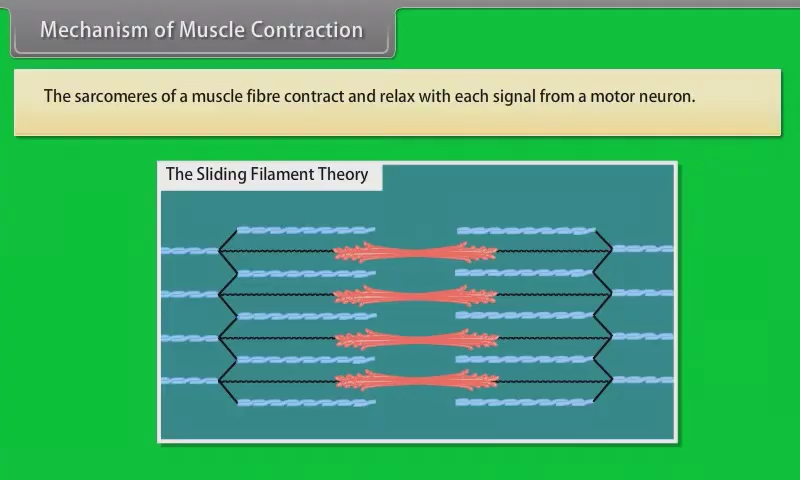 Mechanism of Muscle Contraction
The sarcomeres of a muscle fibre contract and relax with each signal from a motor neuron.
The Sliding Filament Theory